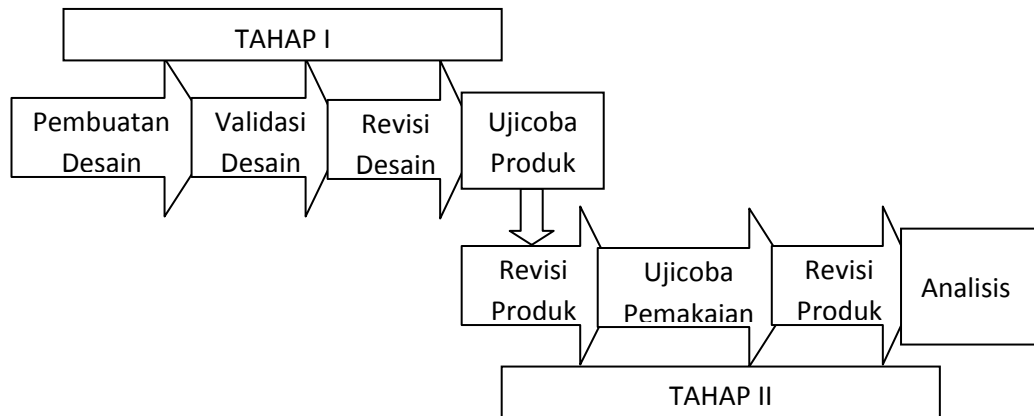 TAHAP I
Pembuatan
Desain
Validasi
Desain
Revisi
Desain
Ujicoba
Produk
Revisi
Produk
Ujicoba
Pemakaian
Revisi
Produk
Analisis
TAHAP II